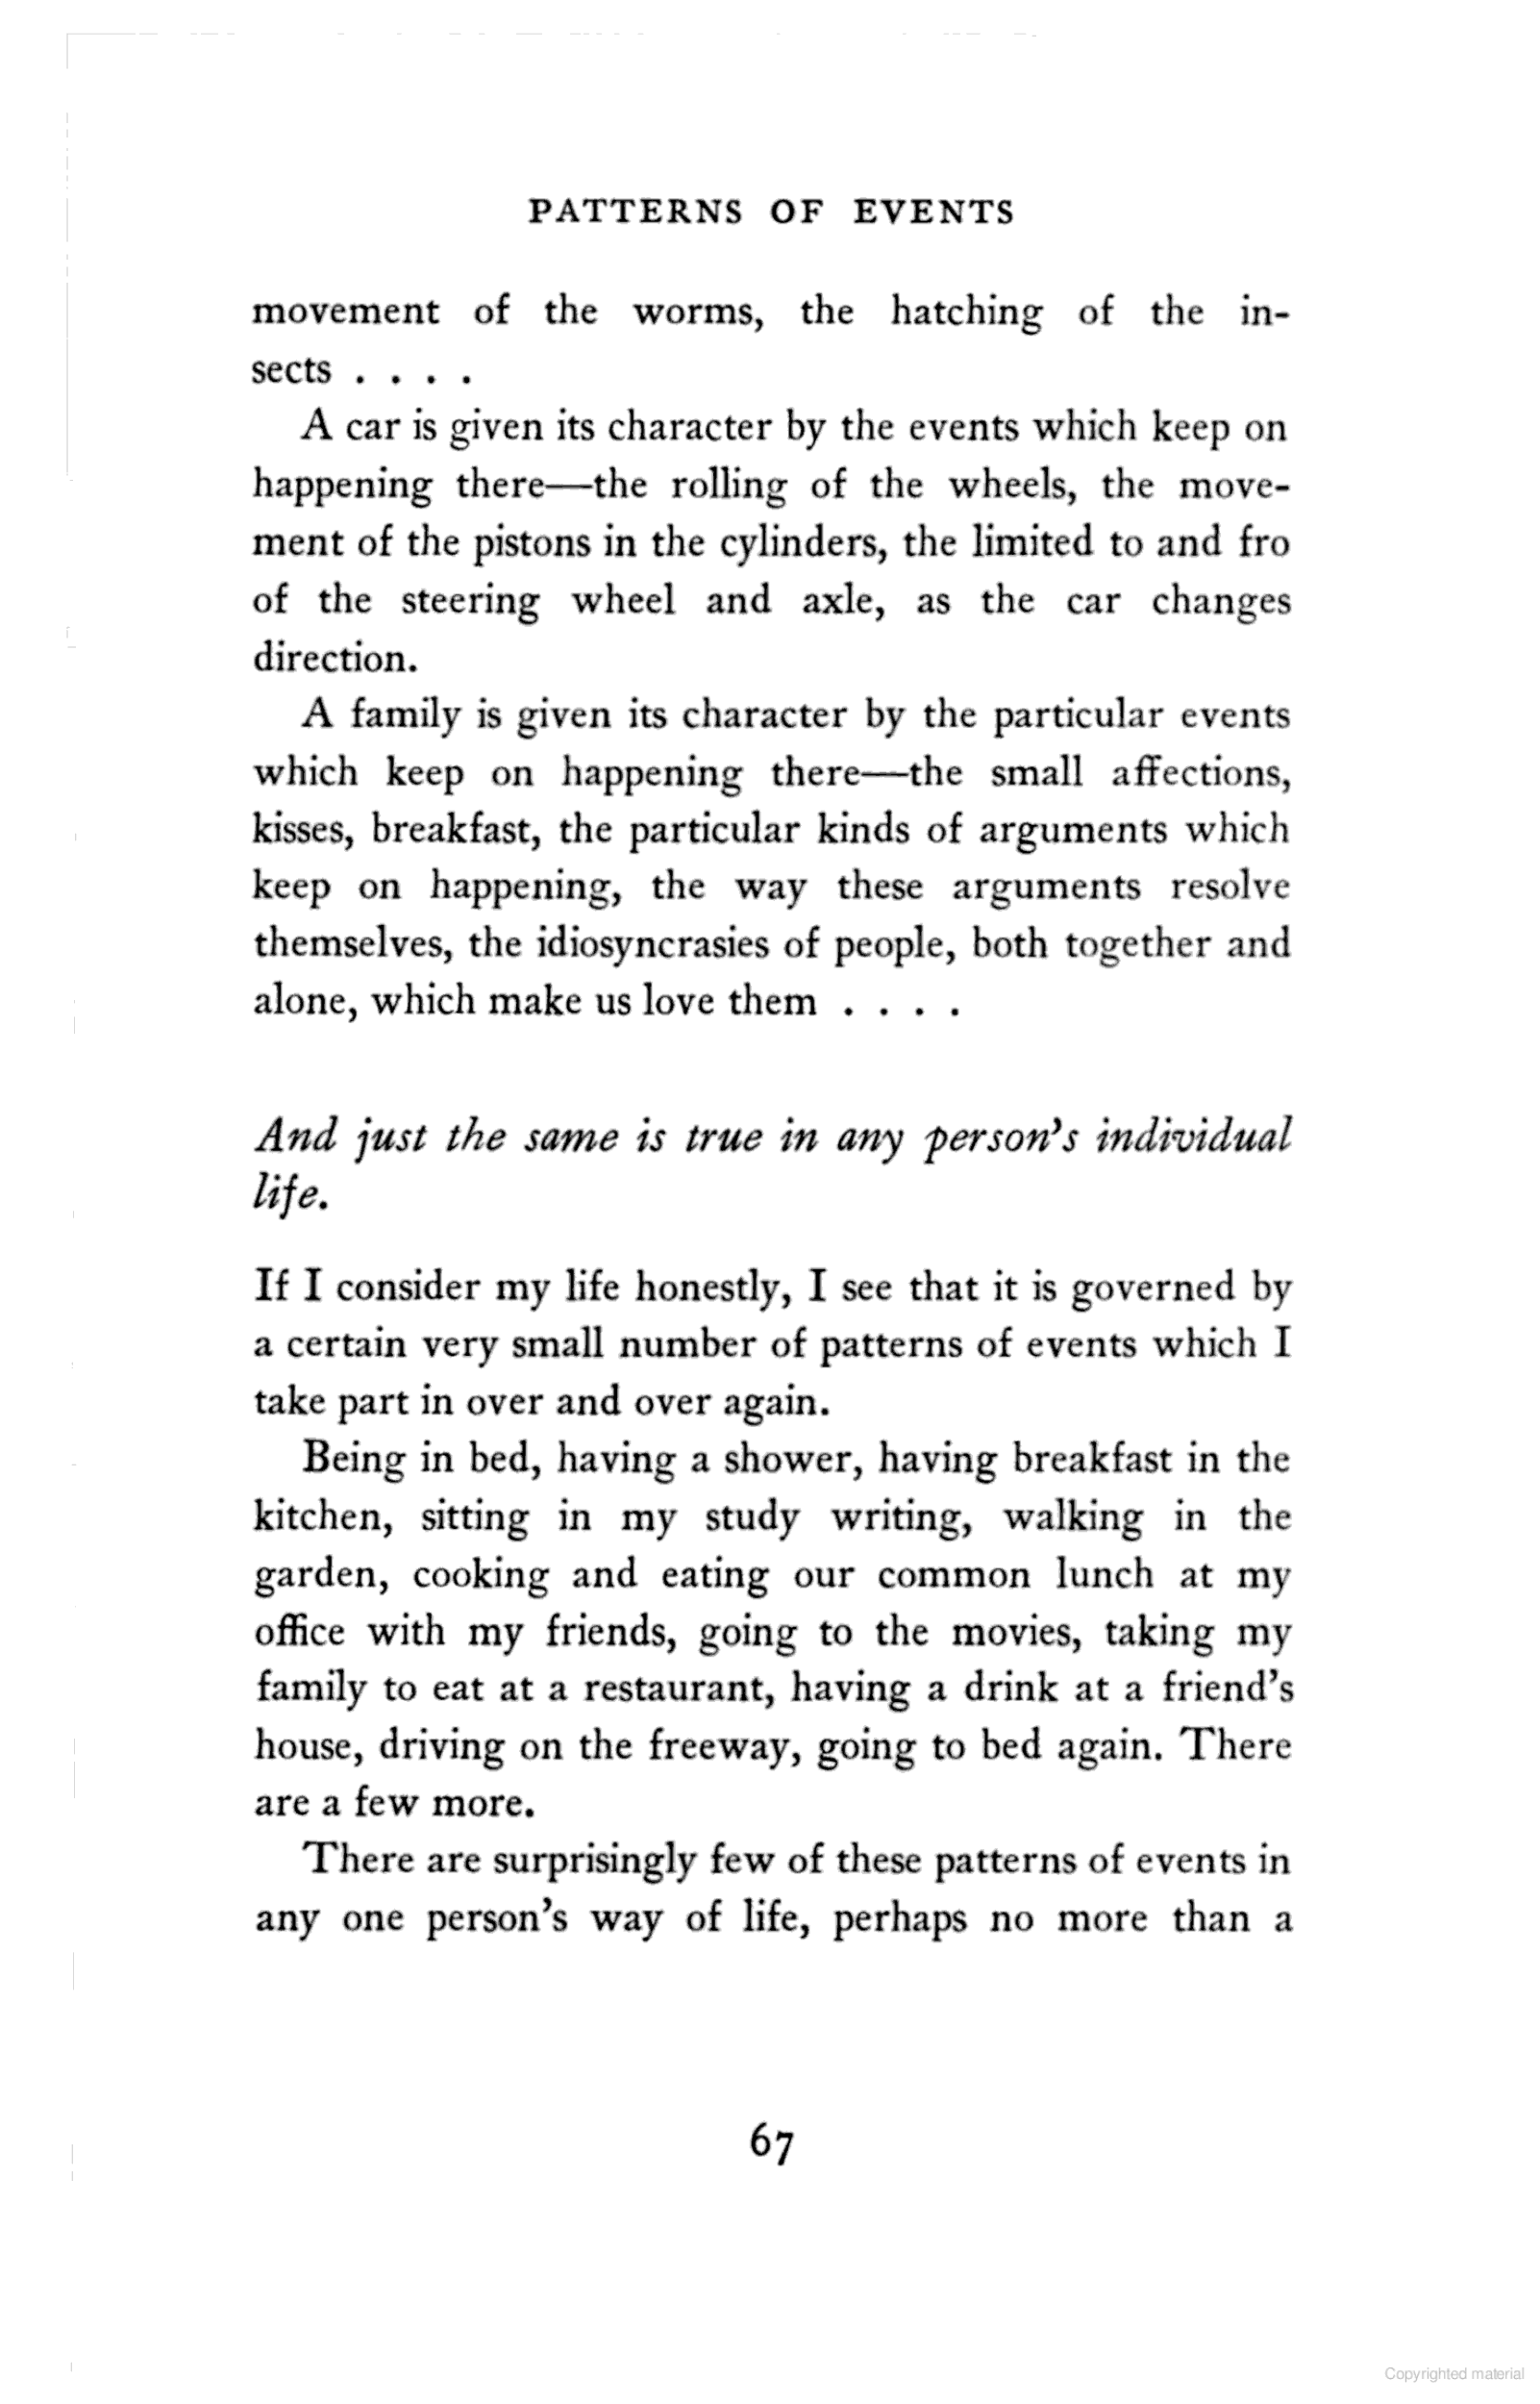 PATTERNS OF EVENTS
movement of the worms, the hatching of the in-
sects . . . .
A car is given its character by the events which keep on
happening there—the rolling of the wheels, the move-
ment of the pistons in the cylinders, the limited to and fro
of the steering wheel and axle, as the car changes
direction.
A family is given its character by the particular events
which keep on happening there—the small affections,
kisses, breakfast, the particular kinds of arguments which
keep on happening, the way these arguments resolve
themselves, the idiosyncrasies of people, both together and
alone, which make us love them . . . .
And just the same is true in any person's individual
life.
If I consider my life honestly, I see that it is governed by
a certain very small number of patterns of events which I
take part in over and over again.
Being in bed, having a shower, having breakfast in the
kitchen, sitting in my study writing, walking in the
garden, cooking and eating our common lunch at my
office with my friends, going to the movies, taking my
family to eat at a restaurant, having a drink at a friend's
house, driving on the freeway, going to bed again. There
are a few more.
There are surprisingly few of these patterns of events in
any one person's way of life, perhaps no more than a
67
Copyrighted material